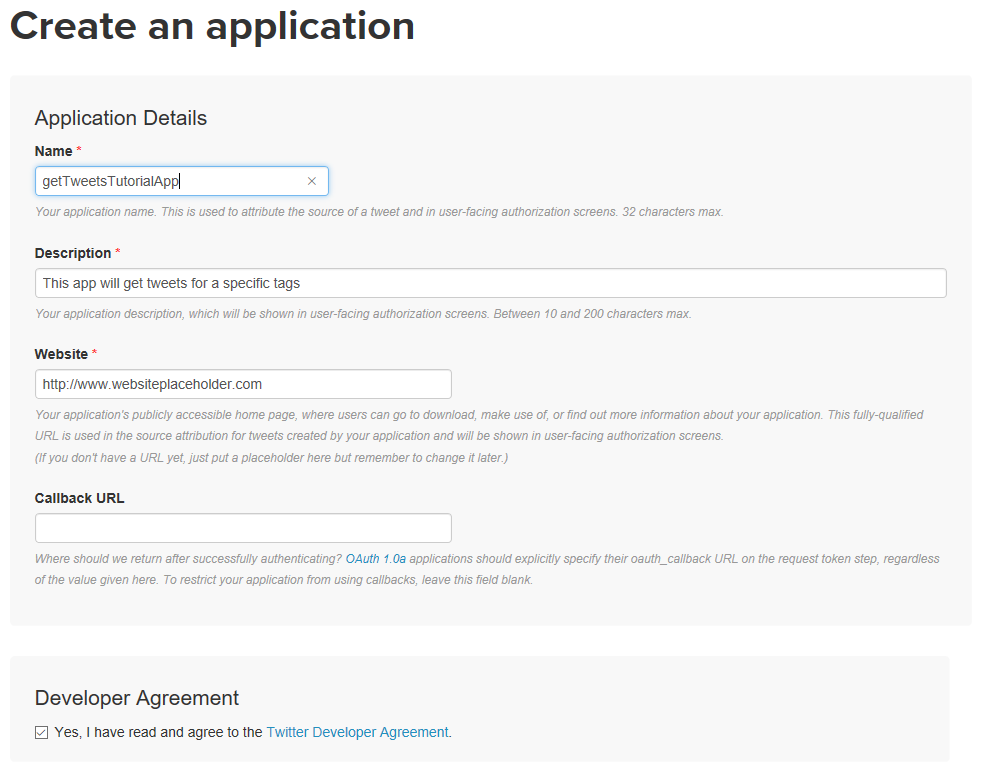 Create an application
Application Details
Name *
getTweetsTutorialApp
Your application name. This is used to attribute the source of a tweet and in user-facing authorization screens. 32 characters max.
Description *
This app will get tweets for a specific tags
Your application description, which will be shown in user-facing authorization screens. Between 10 and 200 characters max.
Website *
http://www.websiteplaceholder.com
Your application's publicly accessible home page, where users can go to download, make use of, or find out more information about your application. This fully-qualified
URL is used in the source attribution for tweets created by your application and will be shown in user-facing authorization screens.
(If you don't have a URL yet, just put a placeholder here but remember to change it later.)
Callback URL
Where should we return after successfully authenticating? OAuth 1.0a applications should explicitly specify their oauth_callback URL on the request token step, regardless
of the value given here. To restrict your application from using callbacks, leave this field blank.
Developer Agreement
Yes, I have read and agree to the Twitter Developer Agreement.